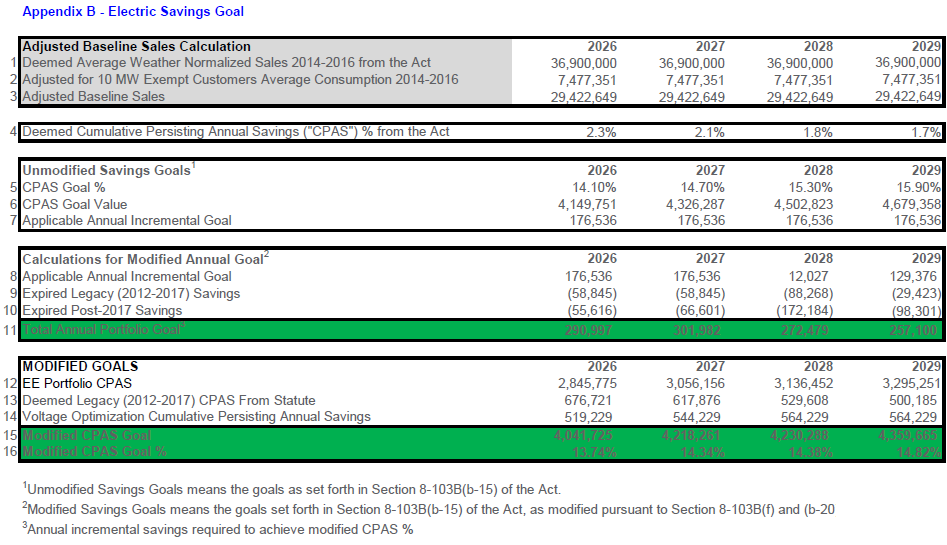 Appendix B - Electric Savings Goal
Adjusted Baseline Sales Calculation 2026 2027 2028 2029
1 Deemed Average Weather Normalized Sales 2014-2016 from the Act 36,900,000 36,900,000 36,900,000 36,900,000
2 Adjusted for 10 MW Exempt Customers Average Consumption 2014-2016 7,477,351 7,477,351 7,477,351 7,477,351
3 Adjusted Baseline Sales 29,422,649 29,422,649 29,422,649 29,422,649
4 Deemed Cumulative Persisting Annual Savings ("CPAS") % from the Act 2.3% 2.1% 1.8% 1.7%
Unmodified Savings Goals¹ 2026 2027 2028 2029
5 CPAS Goal % 14.10% 14.70% 15.30% 15.90%
6 CPAS Goal Value 4,149,751 4,326,287 4,502,823 4,679,358
7 Applicable Annual Incremental Goal 176,536 176,536 176,536 176,536
Calculations for Modified Annual Goal² 2026 2027 2028 2029
8 Applicable Annual Incremental Goal 176,536 176,536 12,027 129,376
9 Expired Legacy (2012-2017) Savings (58,845) (58,845) (88,268) (29,423)
10 Expired Post-2017 Savings (55,616) (66,601) (172,184) (98,301)
11 Total Annual Portfolio Goal³ 290,997 301,982 272,479 257,100
MODIFIED GOALS 2026 2027 2028 2029
12 EE Portfolio CPAS 2,845,775 3,056,156 3,136,452 3,295,251
13 Deemed Legacy (2012-2017) CPAS From Statute 676,721 617,876 529,608 500,185
14 Voltage Optimization Cumulative Persisting Annual Savings 519,229 544,229 564,229 564,229
15 Modified CPAS Goal 4,041,725 4,218,261 4,230,288 4,359,665
16 Modified CPAS Goal % 13.74% 14.34% 14.38% 14.82%
¹Unmodified Savings Goals means the goals as set forth in Section 8-103B(b-15) of the Act.
²Modified Savings Goals means the goals set forth in Section 8-103B(b-15) of the Act, as modified pursuant to Section 8-103B(f) and (b-20
³Annual incremental savings required to achieve modified CPAS %